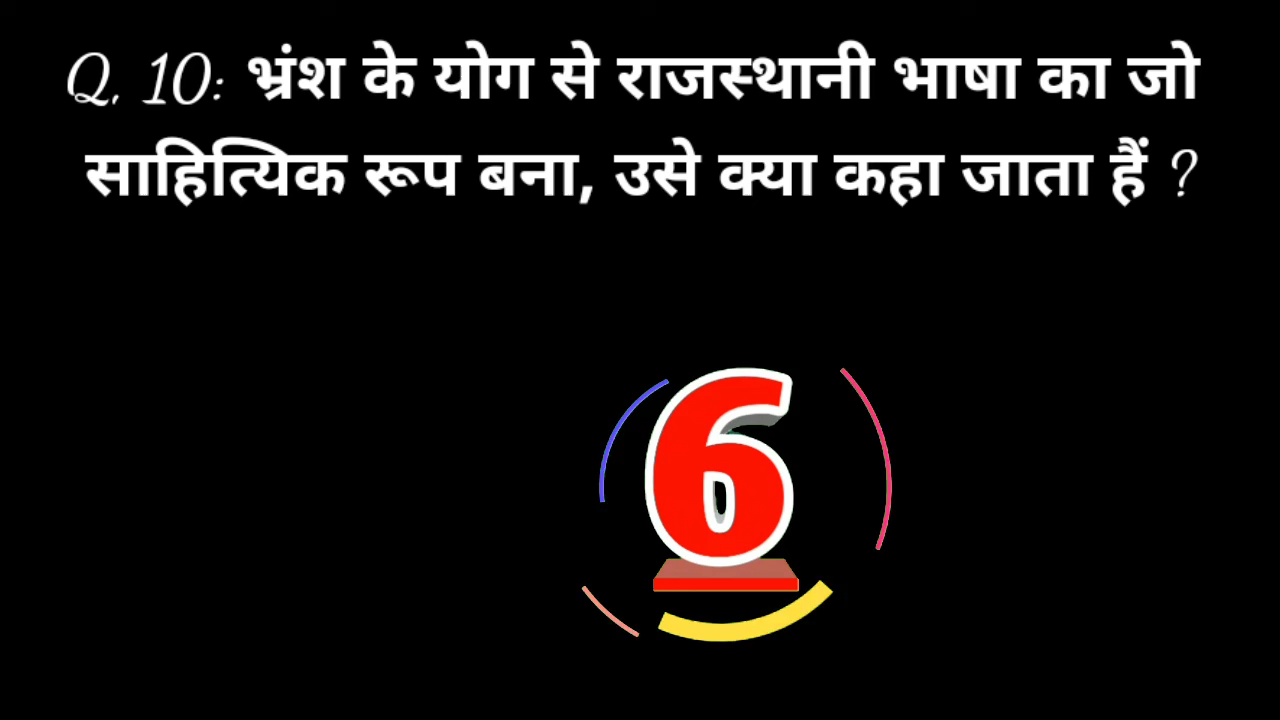 Q. 10: भ्रंश के योग से राजस्थानी भाषा का जो
साहित्यिक रूप बना, उसे क्या कहा जाता हैं ?
6